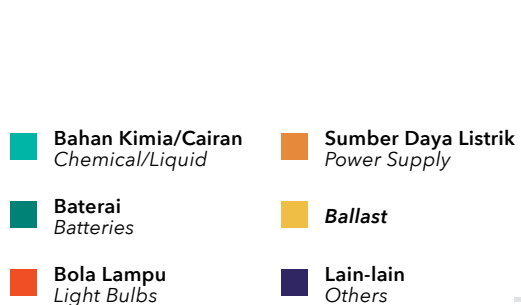 Bahan Kimia/Cairan
Chemical/Liquid
Baterai
Batteries
Bola Lampu
Light Bulbs
Sumber Daya Listrik
Power Supply
Ballast
Lain-lain
Others